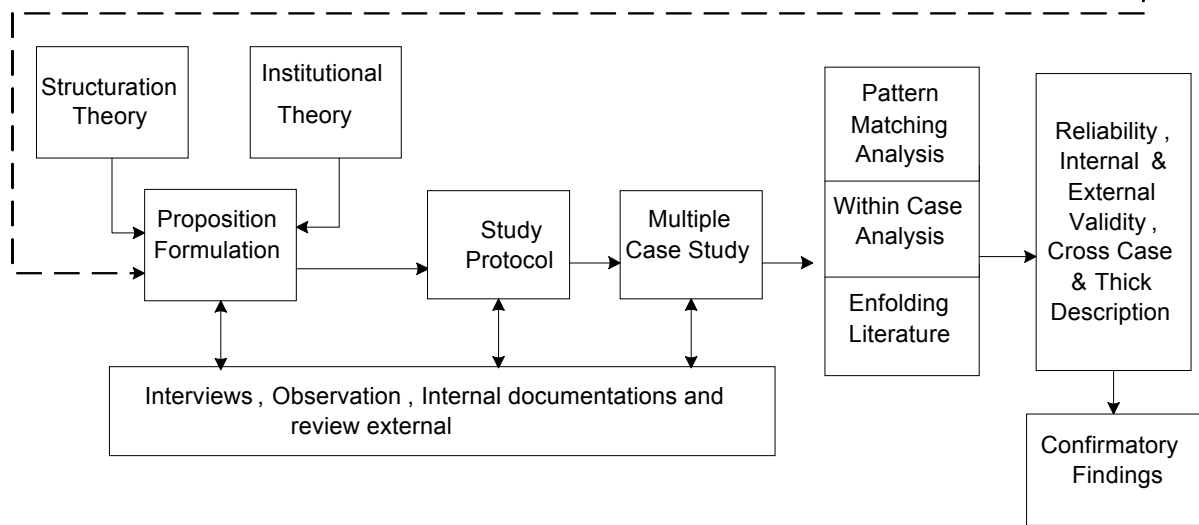 Structuration
Theory
Institutional
Theory
Proposition
Formulation
Study
Protocol
Multiple
Case Study
Pattern
Matching
Analysis
Within Case
Analysis
Enfolding
Literature
Reliability ,
Internal &
External
Validity ,
Cross Case
& Thick
Description
Interviews , Observation , Internal documentations and
review external
Confirmatory
Findings